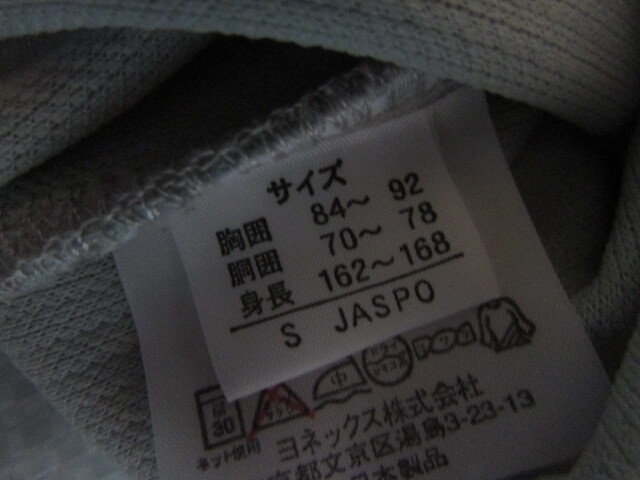 サイズ
胸囲 84〜 92
胴囲 70〜 78
身長 162〜168
S JASPO
30
中
ネット使用
ヨネックス株式会社
京都文京区湯島3-23-13
日本製品